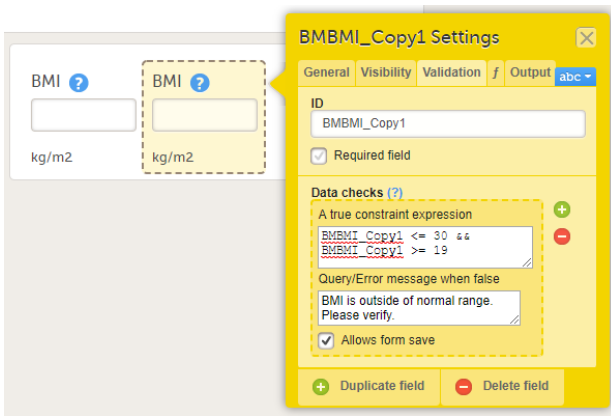 BMI ?
kg/m2
BMI ?
kg/m2
BMBMI_Copy1 Settings
General Visibility Validation f Output abc
ID
BMBMI_Copy1
Required field
Data checks (?)
A true constraint expression
BMBMI_Copy1 <= 30 &&
BMBMI_Copy1 >= 19
Query/Error message when false
BMI is outside of normal range.
Please verify.
Allows form save
Duplicate field
Delete field